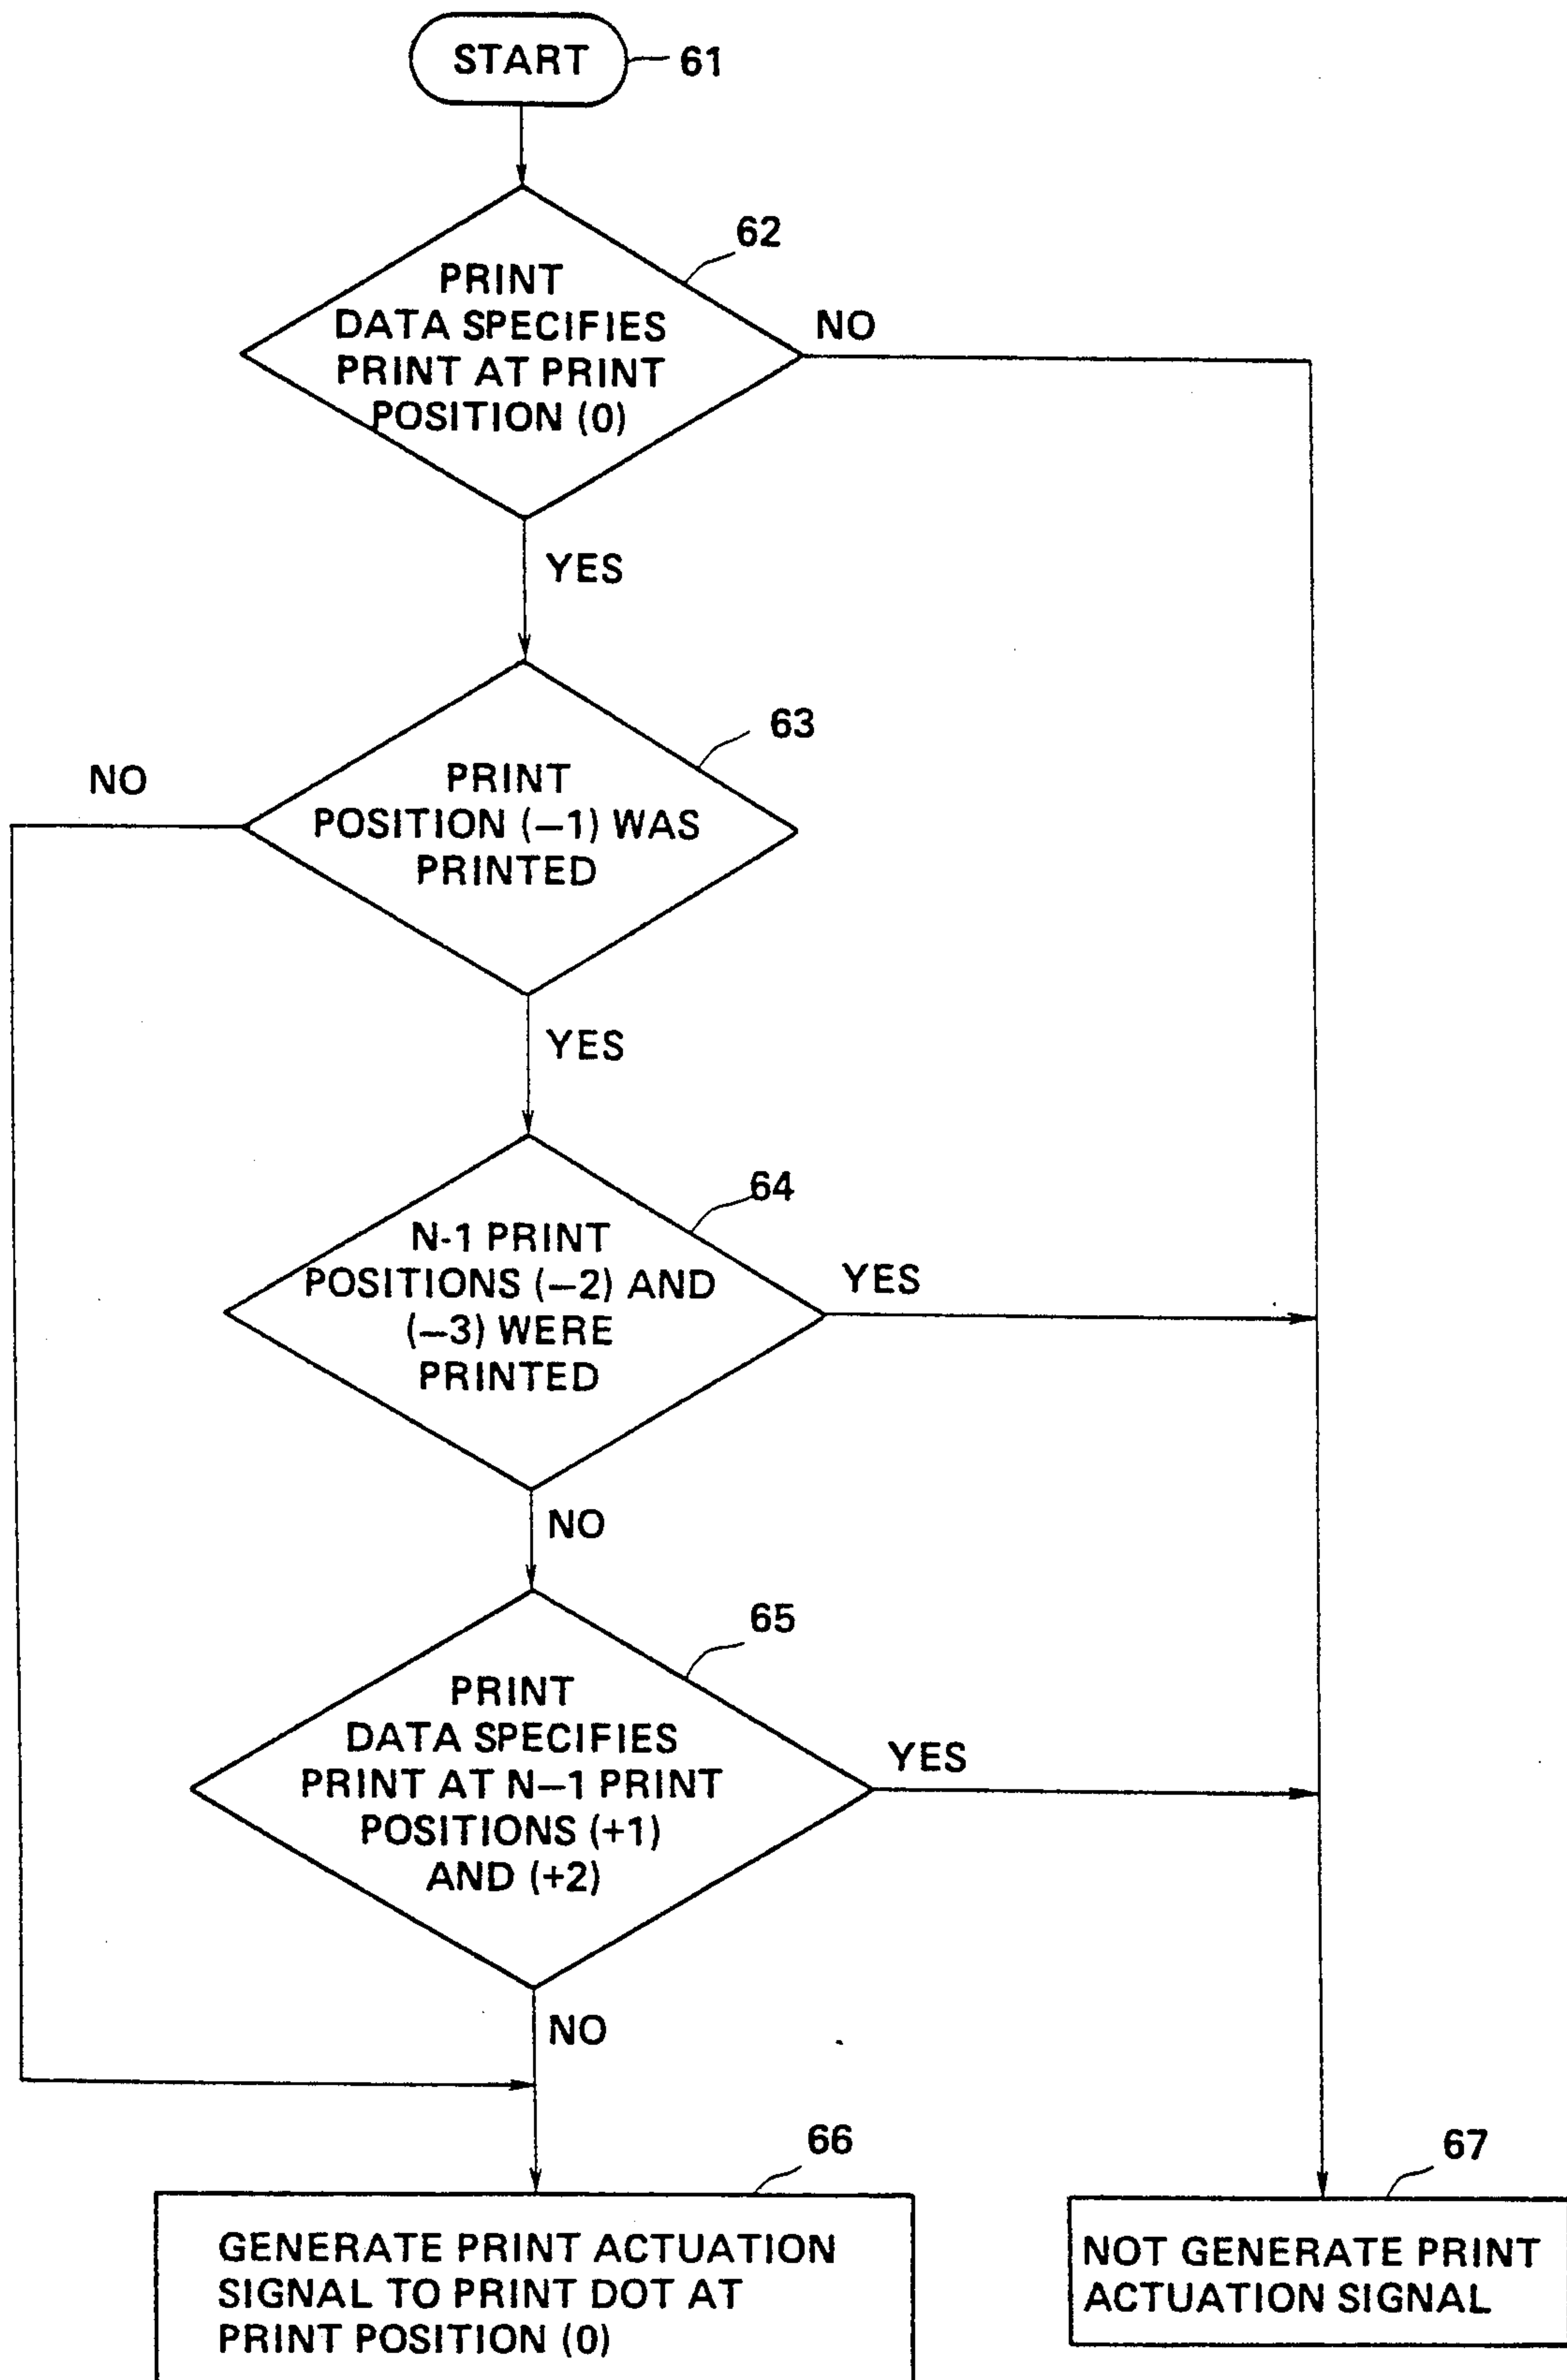 START
61
62
PRINT
DATA SPECIFIES
PRINT AT PRINT
POSITION (0)
NO
YES
63
NO
PRINT
POSITION (–1) WAS
PRINTED
YES
64
N-1 PRINT
POSITIONS (–2) AND
(–3) WERE
PRINTED
YES
NO
65
PRINT
DATA SPECIFIES
PRINT AT N–1 PRINT
POSITIONS (+1)
AND (+2)
YES
NO
66
GENERATE PRINT ACTUATION
SIGNAL TO PRINT DOT AT
PRINT POSITION (0)
67
NOT GENERATE PRINT
ACTUATION SIGNAL